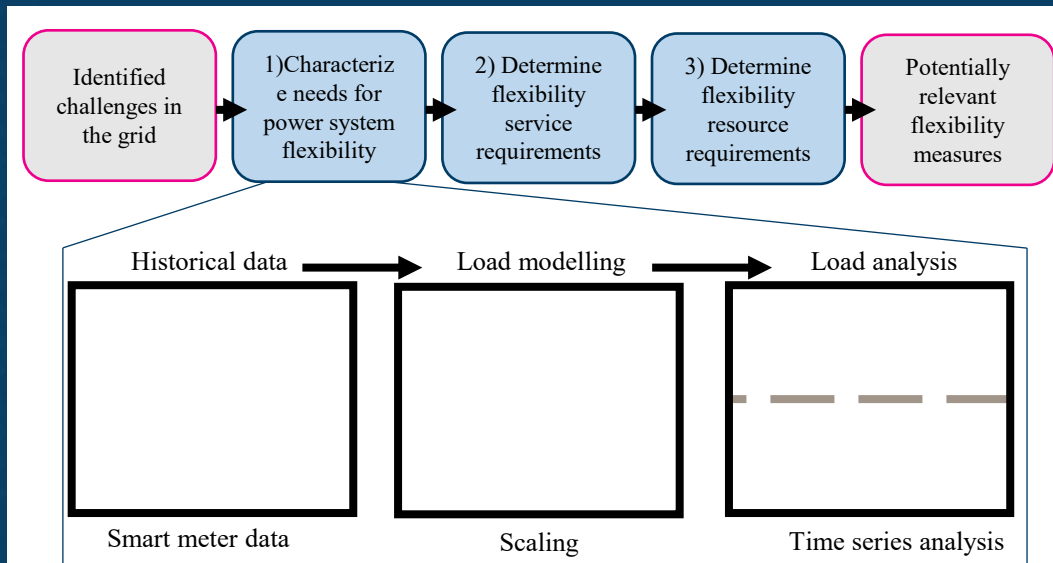 Identified
challenges in
the grid
1)Characteriz
e needs for
power system
flexibility
2) Determine
flexibility
service
requirements
3) Determine
flexibility
resource
requirements
Potentially
relevant
flexibility
measures
Historical data
Load modelling
Load analysis
Smart meter data
Scaling
Time series analysis